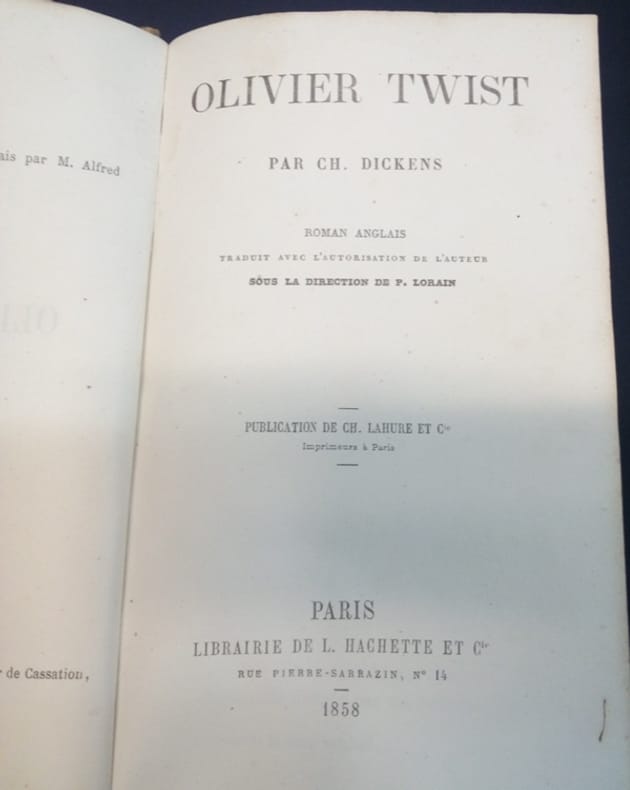 ais par M. Alfred
r de Cassation,
OLIVIER TWIST
PAR CH. DICKENS
ROMAN ANGLAIS
TRADUIT AVEC L'AUTORISATION DE L'AUTEUR
SOUS LA DIRECTION DE P. LORAIN
PUBLICATION DE CH. LAHURE ET Cie
Imprimeurs à Paris
PARIS
LIBRAIRIE DE L. HACHETTE ET Cie
RUE PIERRE-SARRAZIN, N° 14
1858